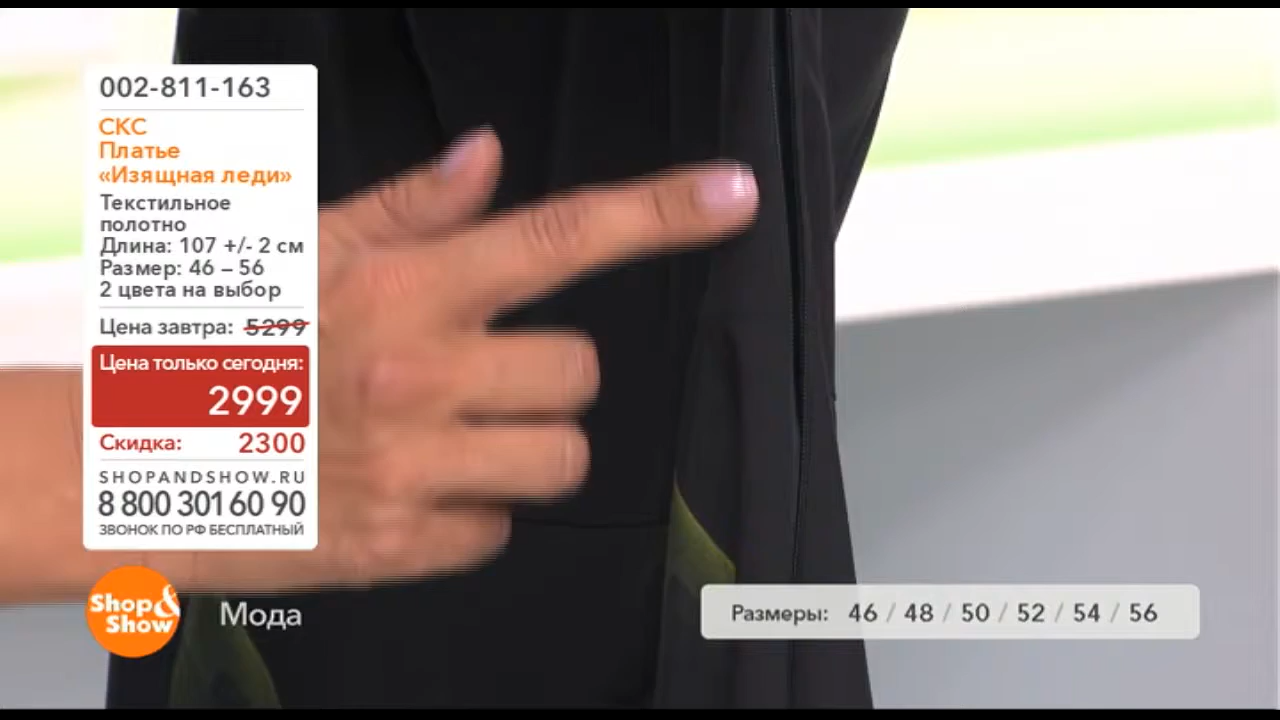 002-811-163
СКС
Платье
«Изящная леди»
Текстильное
полотно
Длина: 107 +/- 2 см
Размер: 46 – 56
2 цвета на выбор
Цена завтра: 5299
Цена только сегодня:
2999
Скидка: 2300
SHOPANDSHOW.RU
8 800 301 60 90
ЗВОНОК ПО РФ БЕСПЛАТНЫЙ
Shop&
Show
Мода
Размеры: 46 / 48 / 50 / 52 / 54 / 56